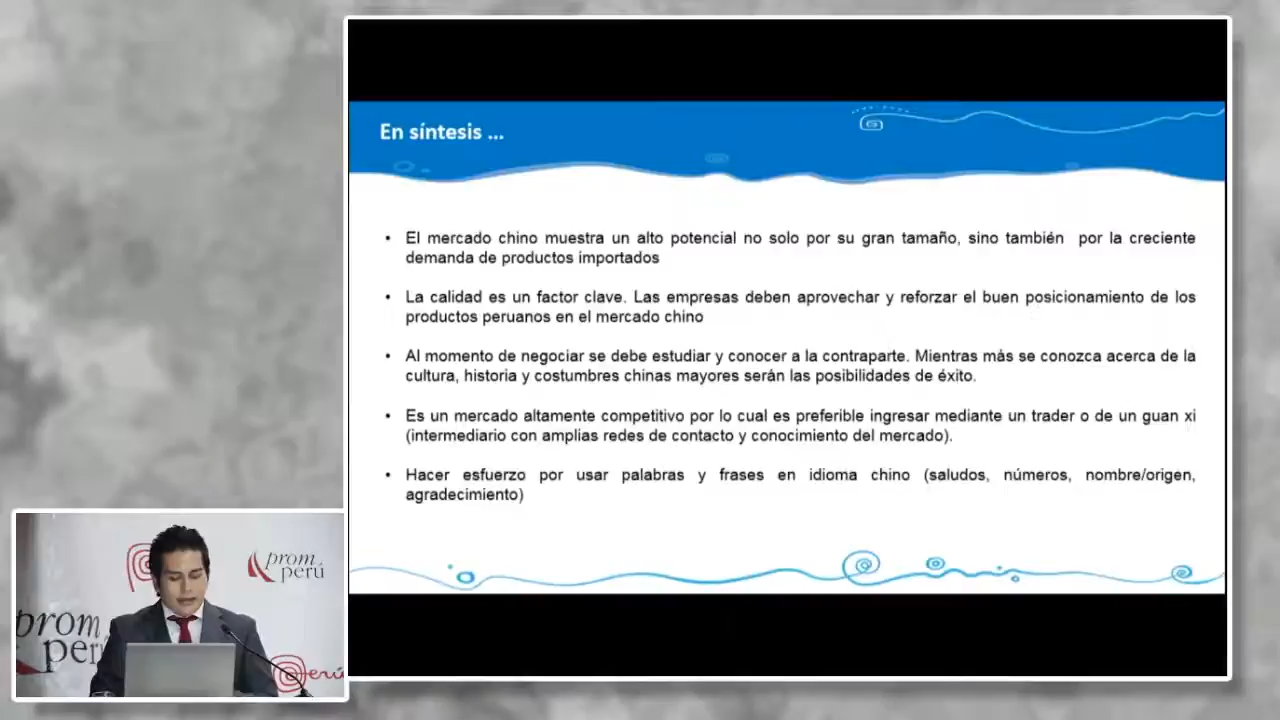 En síntesis ...
• El mercado chino muestra un alto potencial no solo por su gran tamaño, sino también por la creciente
demanda de productos importados
• La calidad es un factor clave. Las empresas deben aprovechar y reforzar el buen posicionamiento de los
productos peruanos en el mercado chino
• Al momento de negociar se debe estudiar y conocer a la contraparte. Mientras más se conozca acerca de la
cultura, historia y costumbres chinas mayores serán las posibilidades de éxito.
• Es un mercado altamente competitivo por lo cual es preferible ingresar mediante un trader o de un guan xi
(intermediario con amplias redes de contacto y conocimiento del mercado).
• Hacer esfuerzo por usar palabras y frases en idioma chino (saludos, números, nombre/origen,
agradecimiento)
prom
perú
prom
perú
Perú